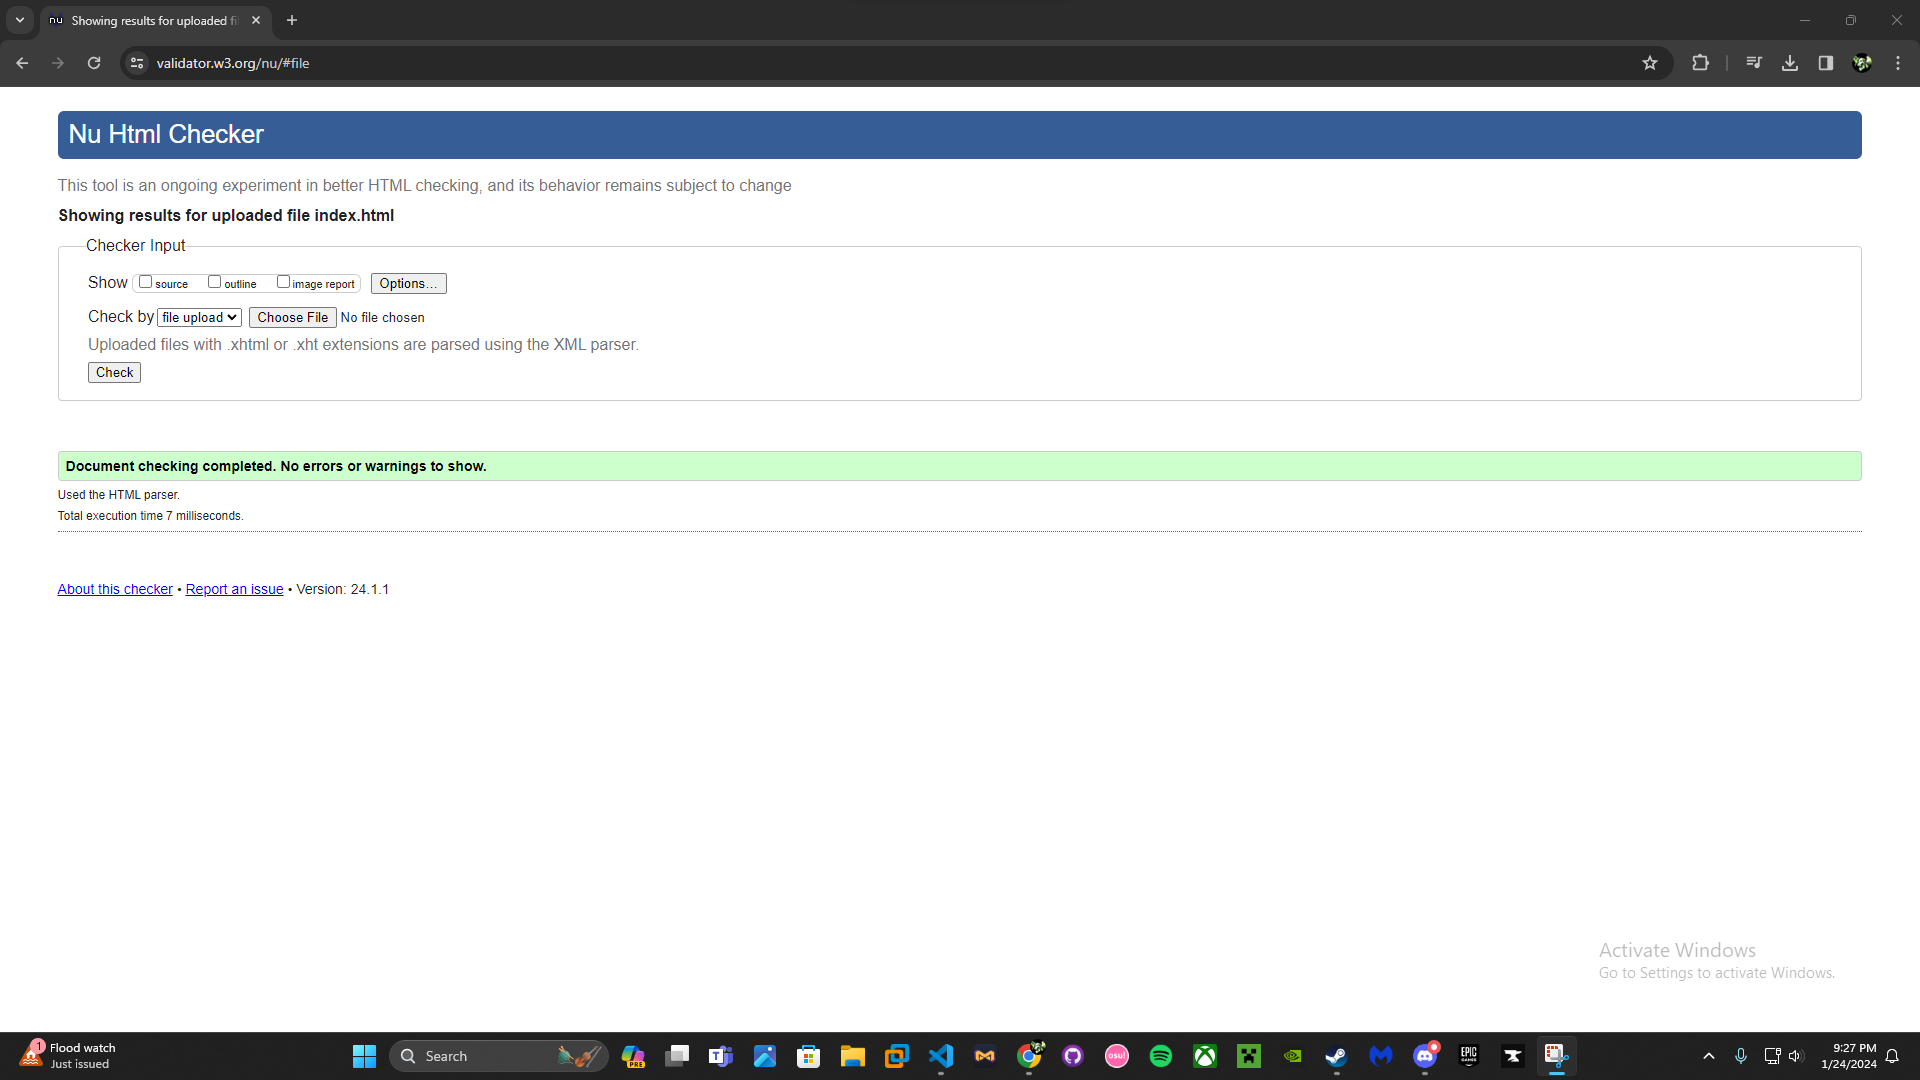 nu Showing results for uploaded fi
validator.w3.org/nu/#file
Nu Html Checker
This tool is an ongoing experiment in better HTML checking, and its behavior remains subject to change
Showing results for uploaded file index.html
Checker Input
Show source outline image report Options...
Check by file upload Choose File No file chosen
Uploaded files with .xhtml or .xht extensions are parsed using the XML parser.
Check
Document checking completed. No errors or warnings to show.
Used the HTML parser.
Total execution time 7 milliseconds.
About this checker • Report an issue • Version: 24.1.1
Activate Windows
Go to Settings to activate Windows.
1 Flood watch
Just issued
Search
PRE
osu!
EPIC GAMES
9:27 PM
1/24/2024